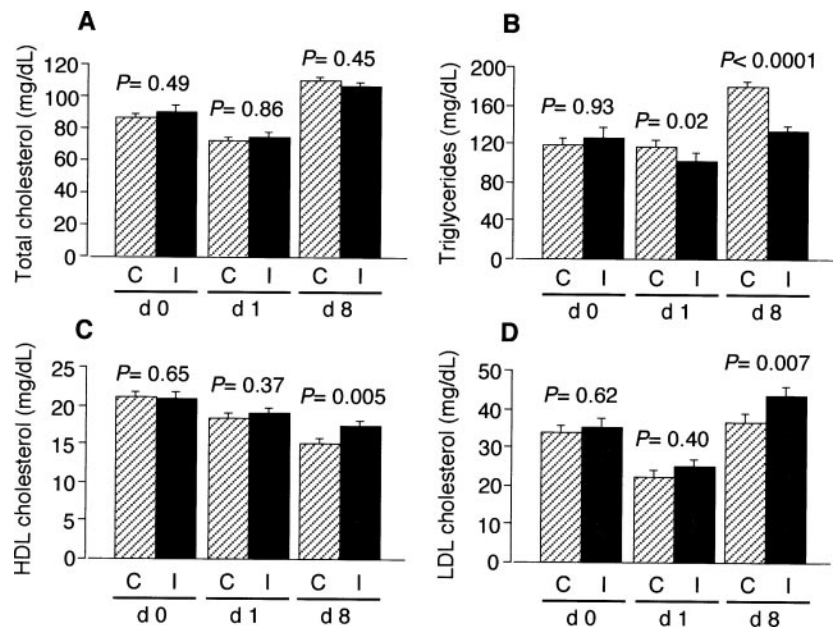 A
Total cholesterol (mg/dL)
120
100
80
60
40
20
0
P= 0.49
P= 0.86
P= 0.45
C I C I C I
d 0 d 1 d 8
B
Triglycerides (mg/dL)
200
160
120
80
40
0
P= 0.93
P= 0.02
P< 0.0001
C I C I C I
d 0 d 1 d 8
C
HDL cholesterol (mg/dL)
25
20
15
10
5
0
P= 0.65
P= 0.37
P= 0.005
C I C I C I
d 0 d 1 d 8
D
LDL cholesterol (mg/dL)
50
40
30
20
10
0
P= 0.62
P= 0.40
P= 0.007
C I C I C I
d 0 d 1 d 8